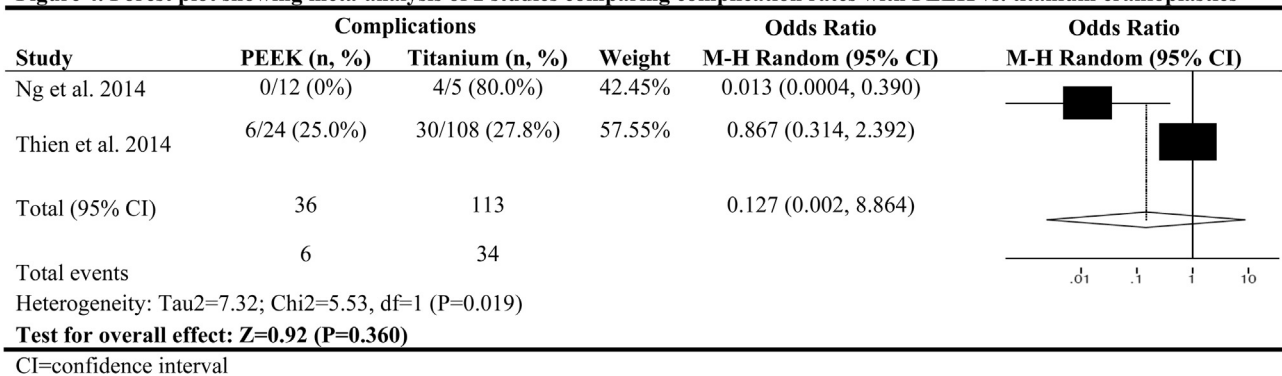 Complications Odds Ratio Odds Ratio
Study PEEK (n, %) Titanium (n, %) Weight M-H Random (95% CI) M-H Random (95% CI)
Ng et al. 2014 0/12 (0%) 4/5 (80.0%) 42.45% 0.013 (0.0004, 0.390)
Thien et al. 2014 6/24 (25.0%) 30/108 (27.8%) 57.55% 0.867 (0.314, 2.392)
Total (95% CI) 36 113 0.127 (0.002, 8.864)
Total events 6 34
.01 .1 1 10
Heterogeneity: Tau2=7.32; Chi2=5.53, df=1 (P=0.019)
Test for overall effect: Z=0.92 (P=0.360)
CI=confidence interval